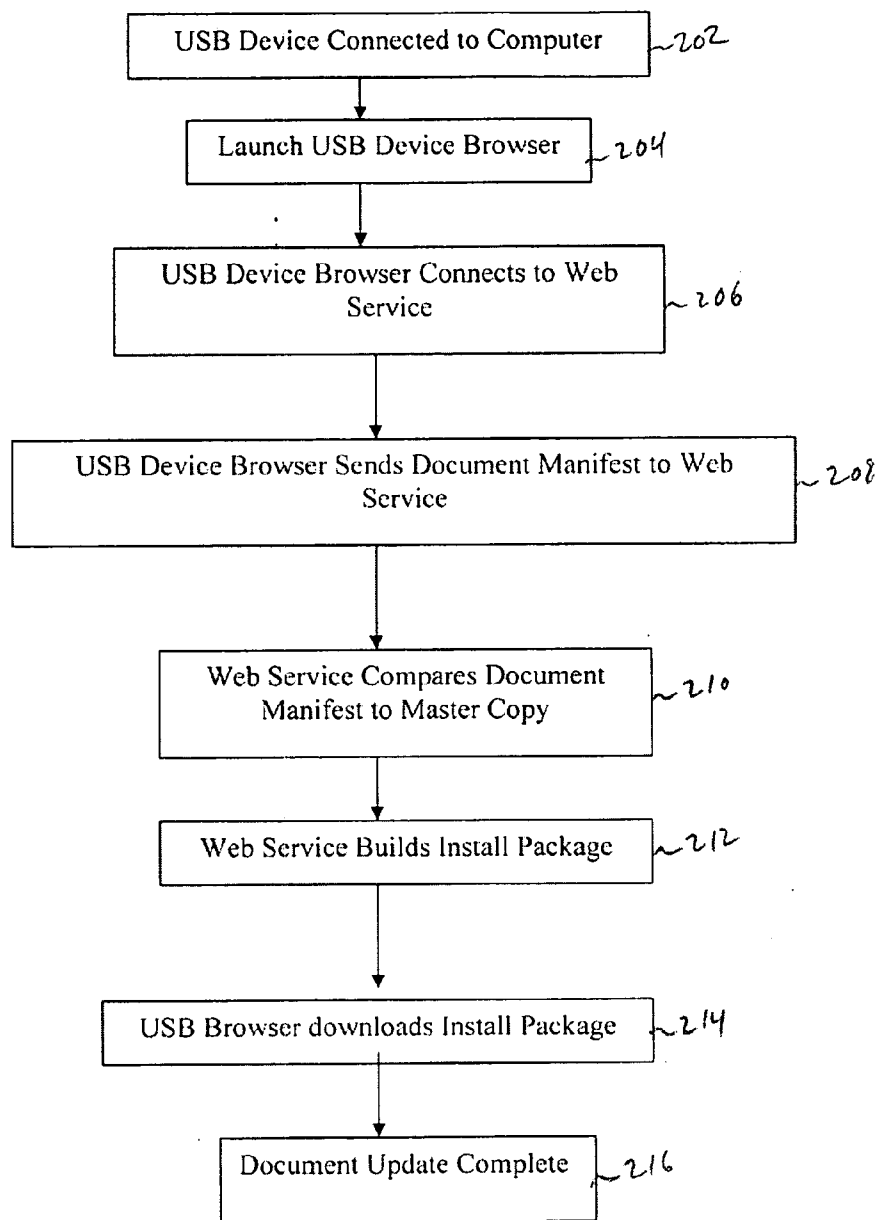 USB Device Connected to Computer
202
Launch USB Device Browser
204
USB Device Browser Connects to Web
Service
206
USB Device Browser Sends Document Manifest to Web
Service
208
Web Service Compares Document
Manifest to Master Copy
210
Web Service Builds Install Package
212
USB Browser downloads Install Package
214
Document Update Complete
216